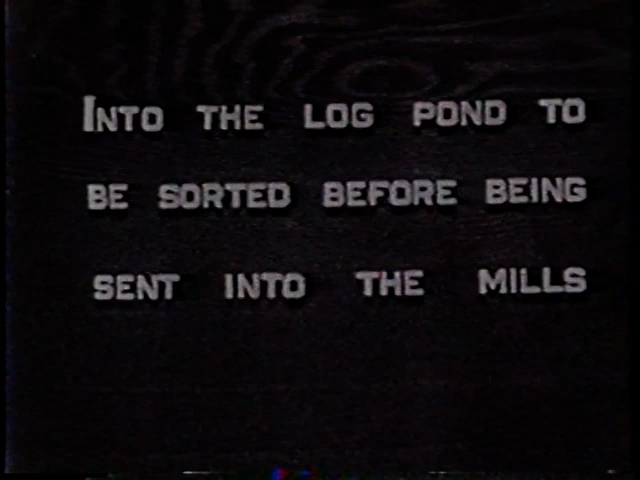 INTO THE LOG POND TO
BE SORTED BEFORE BEING
SENT INTO THE MILLS